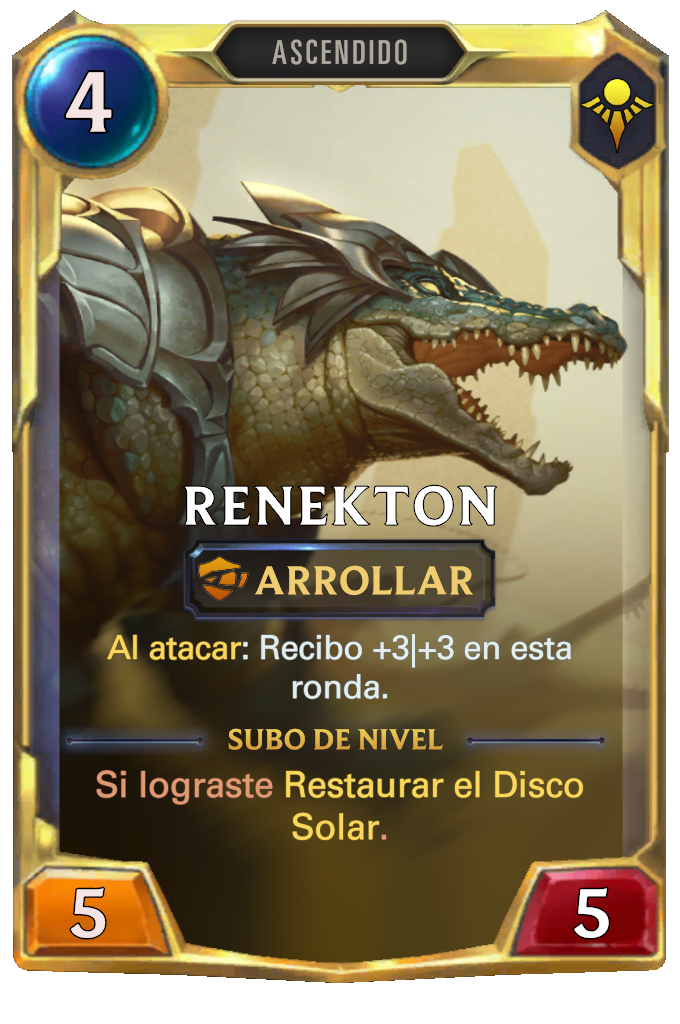 ASCENDIDO
4
RENEKTON
ARROLLAR
Al atacar: Recibo +3|+3 en esta
ronda.
SUBO DE NIVEL
Si lograste Restaurar el Disco
Solar.
5
5